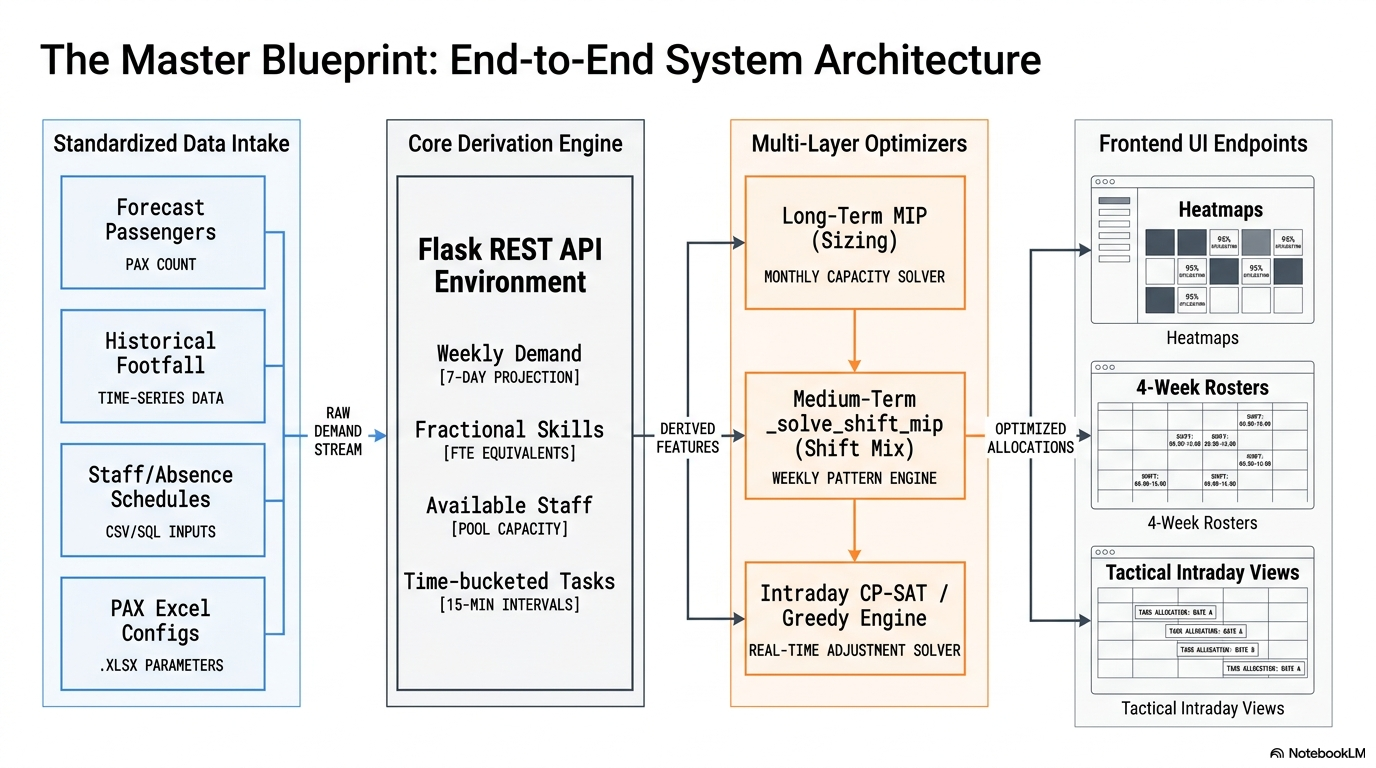 The Master Blueprint: End-to-End System Architecture
Standardized Data Intake
Forecast
Passengers
PAX COUNT
Historical
Footfall
TIME-SERIES DATA
Staff/Absence
Schedules
CSV/SQL INPUTS
PAX Excel
Configs
.XLSX PARAMETERS
RAW
DEMAND
STREAM
Core Derivation Engine
Flask REST API
Environment
Weekly Demand
[7-DAY PROJECTION]
Fractional Skills
[FTE EQUIVALENTS]
Available Staff
[POOL CAPACITY]
Time-bucketed Tasks
[15-MIN INTERVALS]
DERIVED
FEATURES
Multi-Layer Optimizers
Long-Term MIP
(Sizing)
MONTHLY CAPACITY SOLVER
Medium-Term
_solve_shift_mip
(Shift Mix)
WEEKLY PATTERN ENGINE
Intraday CP-SAT /
Greedy Engine
REAL-TIME ADJUSTMENT SOLVER
OPTIMIZED
ALLOCATIONS
Frontend UI Endpoints
Heatmaps
95%
95%
95%
Heatmaps
4-Week Rosters
4-Week Rosters
Tactical Intraday Views
Tactical Intraday Views
NotebookLM